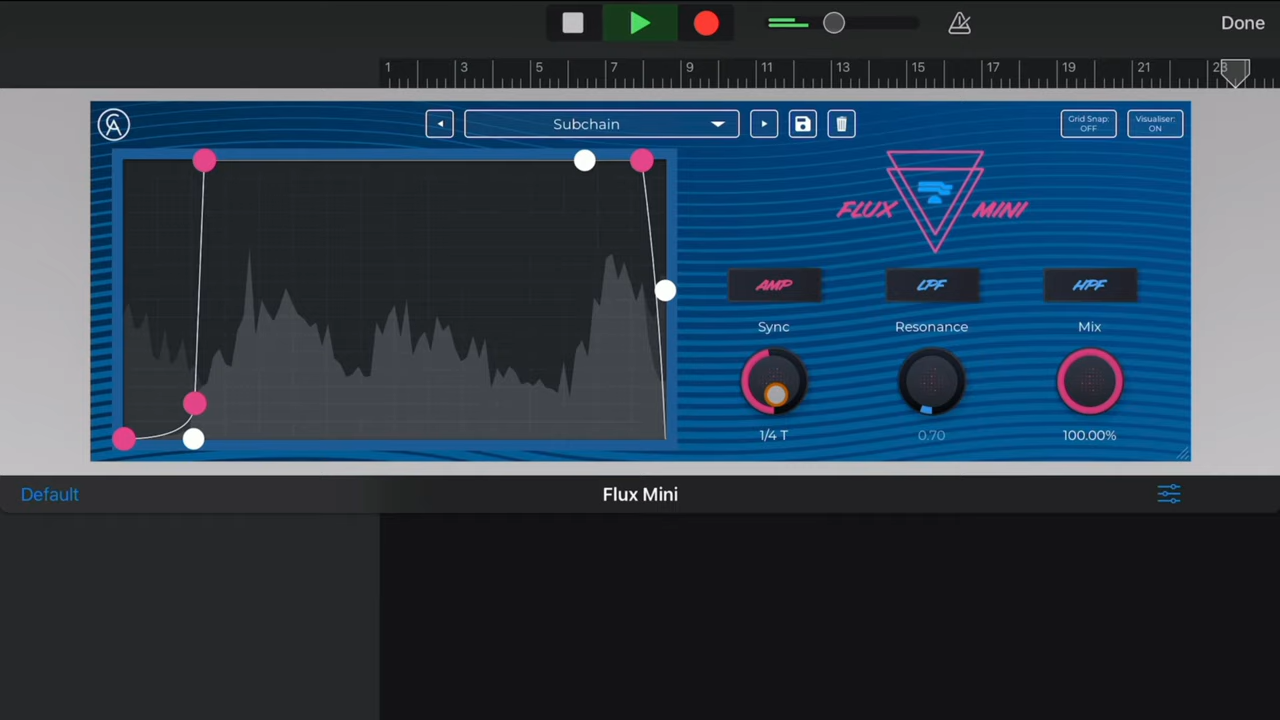 Done
1 3 5 7 9 11 13 15 17 19 21 23
Subchain
Grid Snap:
OFF
Visualiser:
ON
FLUX MINI
AMP LPF HPF
Sync Resonance Mix
1/4 T 0.70 100.00%
Default Flux Mini